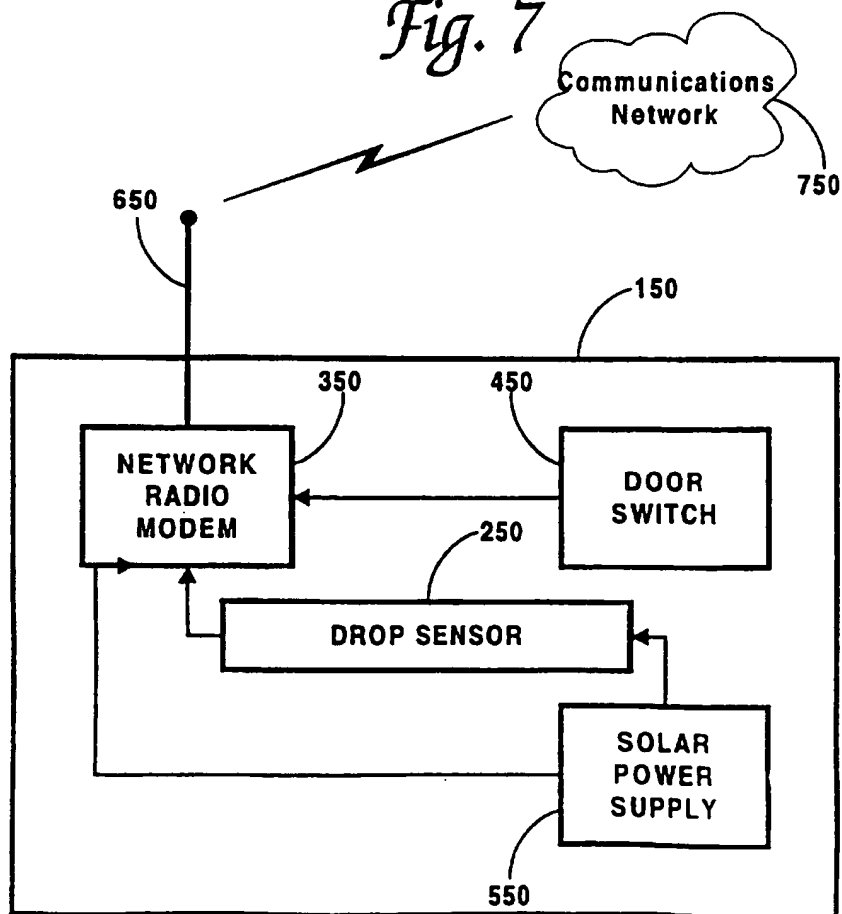 Fig. 7
Communications
Network
750
650
150
350
450
NETWORK
RADIO
MODEM
DOOR
SWITCH
250
DROP SENSOR
SOLAR
POWER
SUPPLY
550